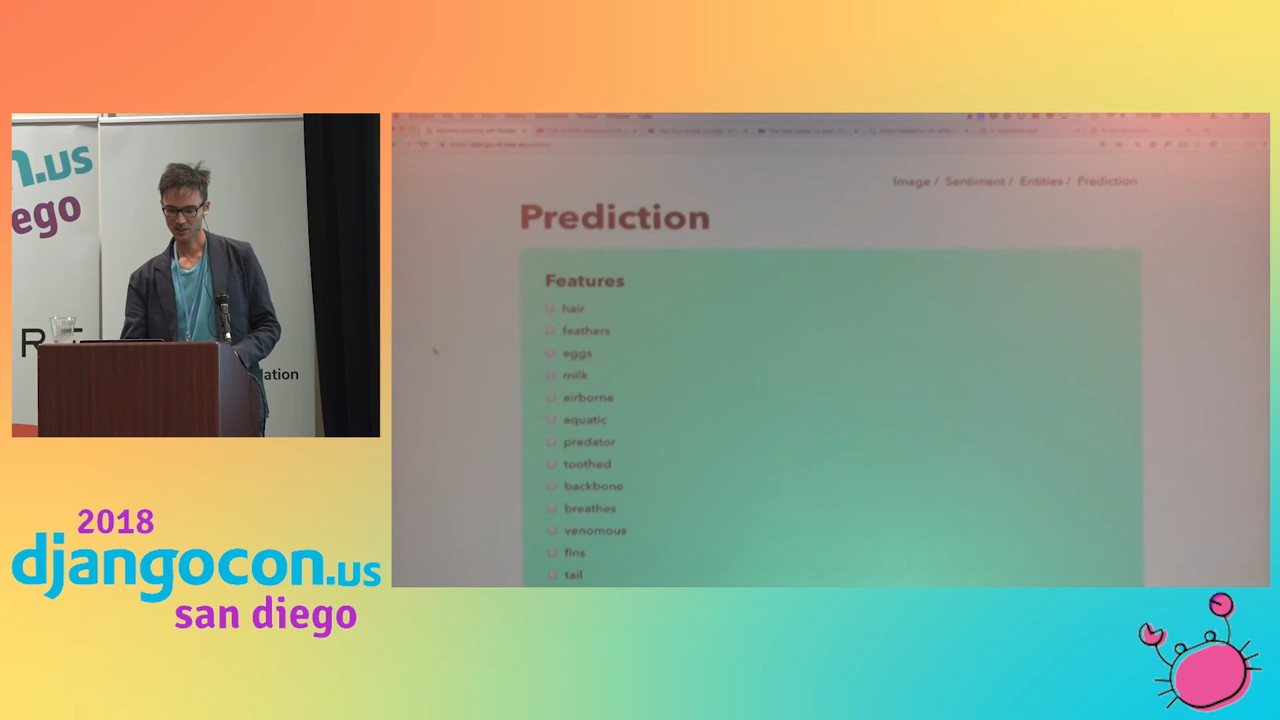 n.us
ego
R
lation
Image / Sentiment / Entities / Prediction
Prediction
Features
hair
feathers
eggs
milk
airborne
aquatic
predator
toothed
backbone
breathes
venomous
fins
tail
2018
djangocon.us
san diego